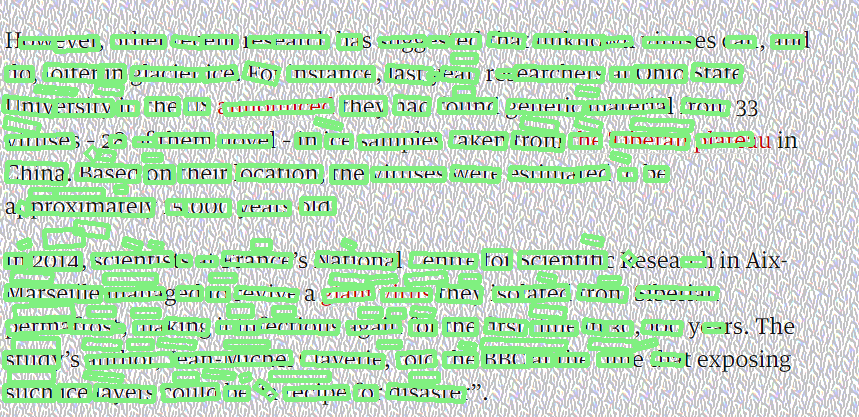 However, other recent research has suggested that unknown viruses can, and
do, loiter in glacier ice. For instance, last year researchers at Ohio State
University in the US announced they had found genetic material from 33
viruses – 28 of them novel – in ice samples taken from the Tibetan plateau in
China. Based on their location, the viruses were estimated to be
approximately 15,000 years old.
In 2014, scientists at France's National Centre for Scientific Research in Aix-
Marseille managed to revive a giant virus they isolated from Siberian
permafrost, making it infectious again for the first time in 30,000 years. The
study's author, Jean-Michel Claverie, told the BBC at the time that exposing
such ice layers could be "a recipe for disaster".